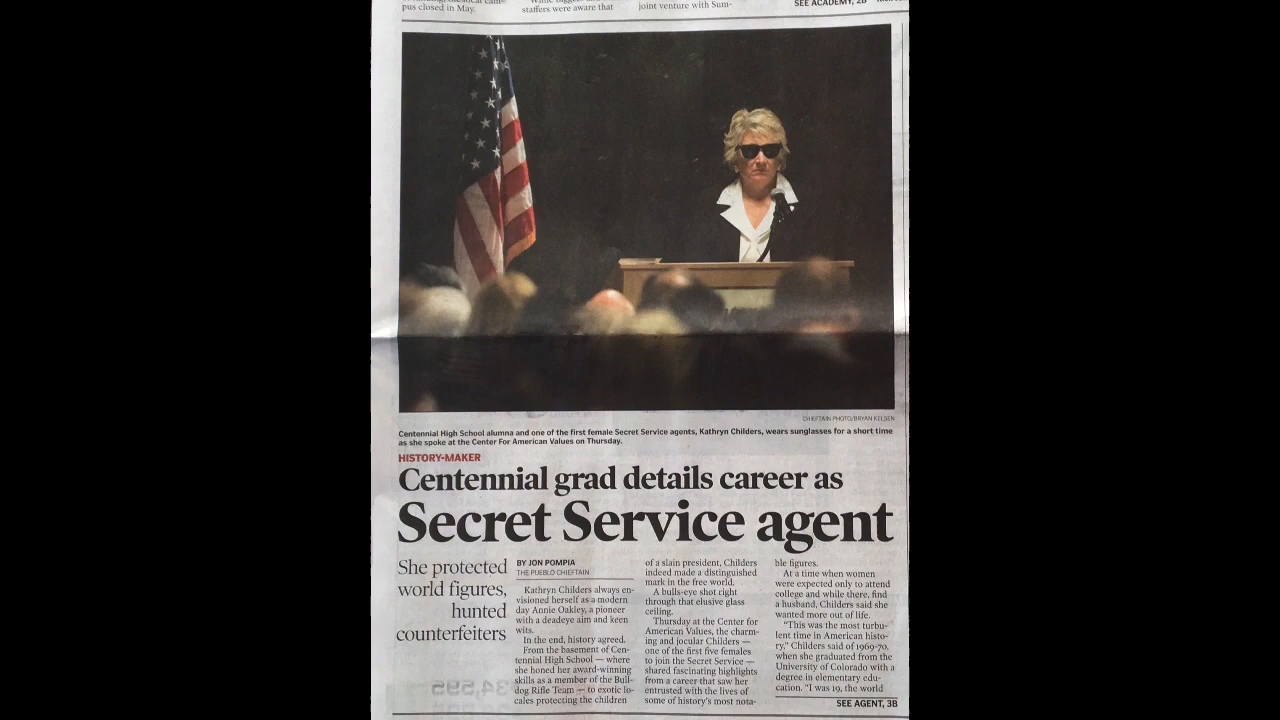 pus closed in May.
staffers were aware that
joint venture with Sum-
SEE ACADEMY, 2B
CHIEFTAIN PHOTO/BRYAN KELSEN
Centennial High School alumna and one of the first female Secret Service agents, Kathryn Childers, wears sunglasses for a short time
as she spoke at the Center For American Values on Thursday.
HISTORY-MAKER
Centennial grad details career as
Secret Service agent
She protected
world figures,
hunted
counterfeiters
BY JON POMPIA
THE PUEBLO CHIEFTAIN
Kathryn Childers always en-
visioned herself as a modern
day Annie Oakley, a pioneer
with a deadeye aim and keen
wits.
In the end, history agreed.
From the basement of Cen-
tennial High School — where
she honed her award-winning
skills as a member of the Bull-
dog Rifle Team — to exotic lo-
cales protecting the children
of a slain president, Childers
indeed made a distinguished
mark in the free world.
A bulls-eye shot right
through that elusive glass
ceiling.
Thursday at the Center for
American Values, the charm-
ing and jocular Childers —
one of the first five females
to join the Secret Service —
shared fascinating highlights
from a career that saw her
entrusted with the lives of
some of history's most nota-
ble figures.
At a time when women
were expected only to attend
college and while there, find
a husband, Childers said she
wanted more out of life.
"This was the most turbu-
lent time in American histo-
ry," Childers said of 1969-70,
when she graduated from the
University of Colorado with a
degree in elementary edu-
cation. "I was 19, the world
SEE AGENT, 3B